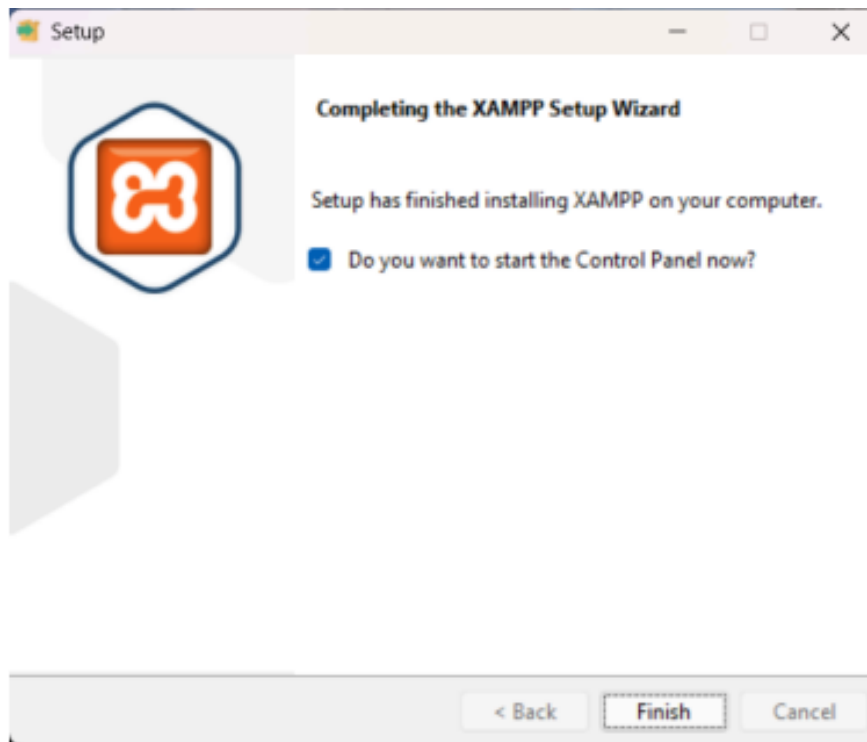 Setup
Completing the XAMPP Setup Wizard
Setup has finished installing XAMPP on your computer.
Do you want to start the Control Panel now?
< Back
Finish
Cancel